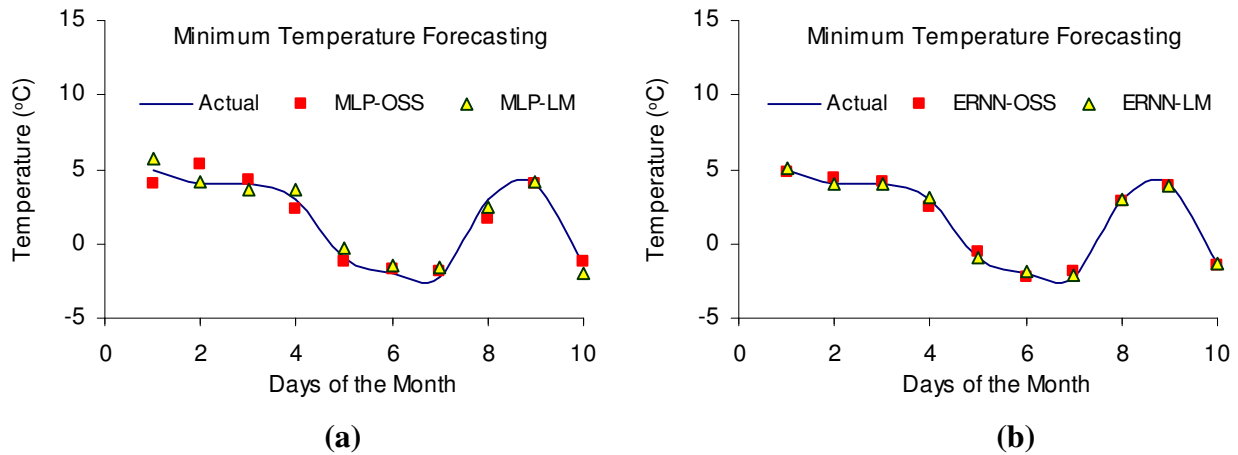 Minimum Temperature Forecasting
Actual MLP-OSS MLP-LM
Temperature (°C)
15
10
5
0
-5
0 2 4 6 8 10
Days of the Month
(a)
Minimum Temperature Forecasting
Actual ERNN-OSS ERNN-LM
Temperature (°C)
15
10
5
0
-5
0 2 4 6 8 10
Days of the Month
(b)